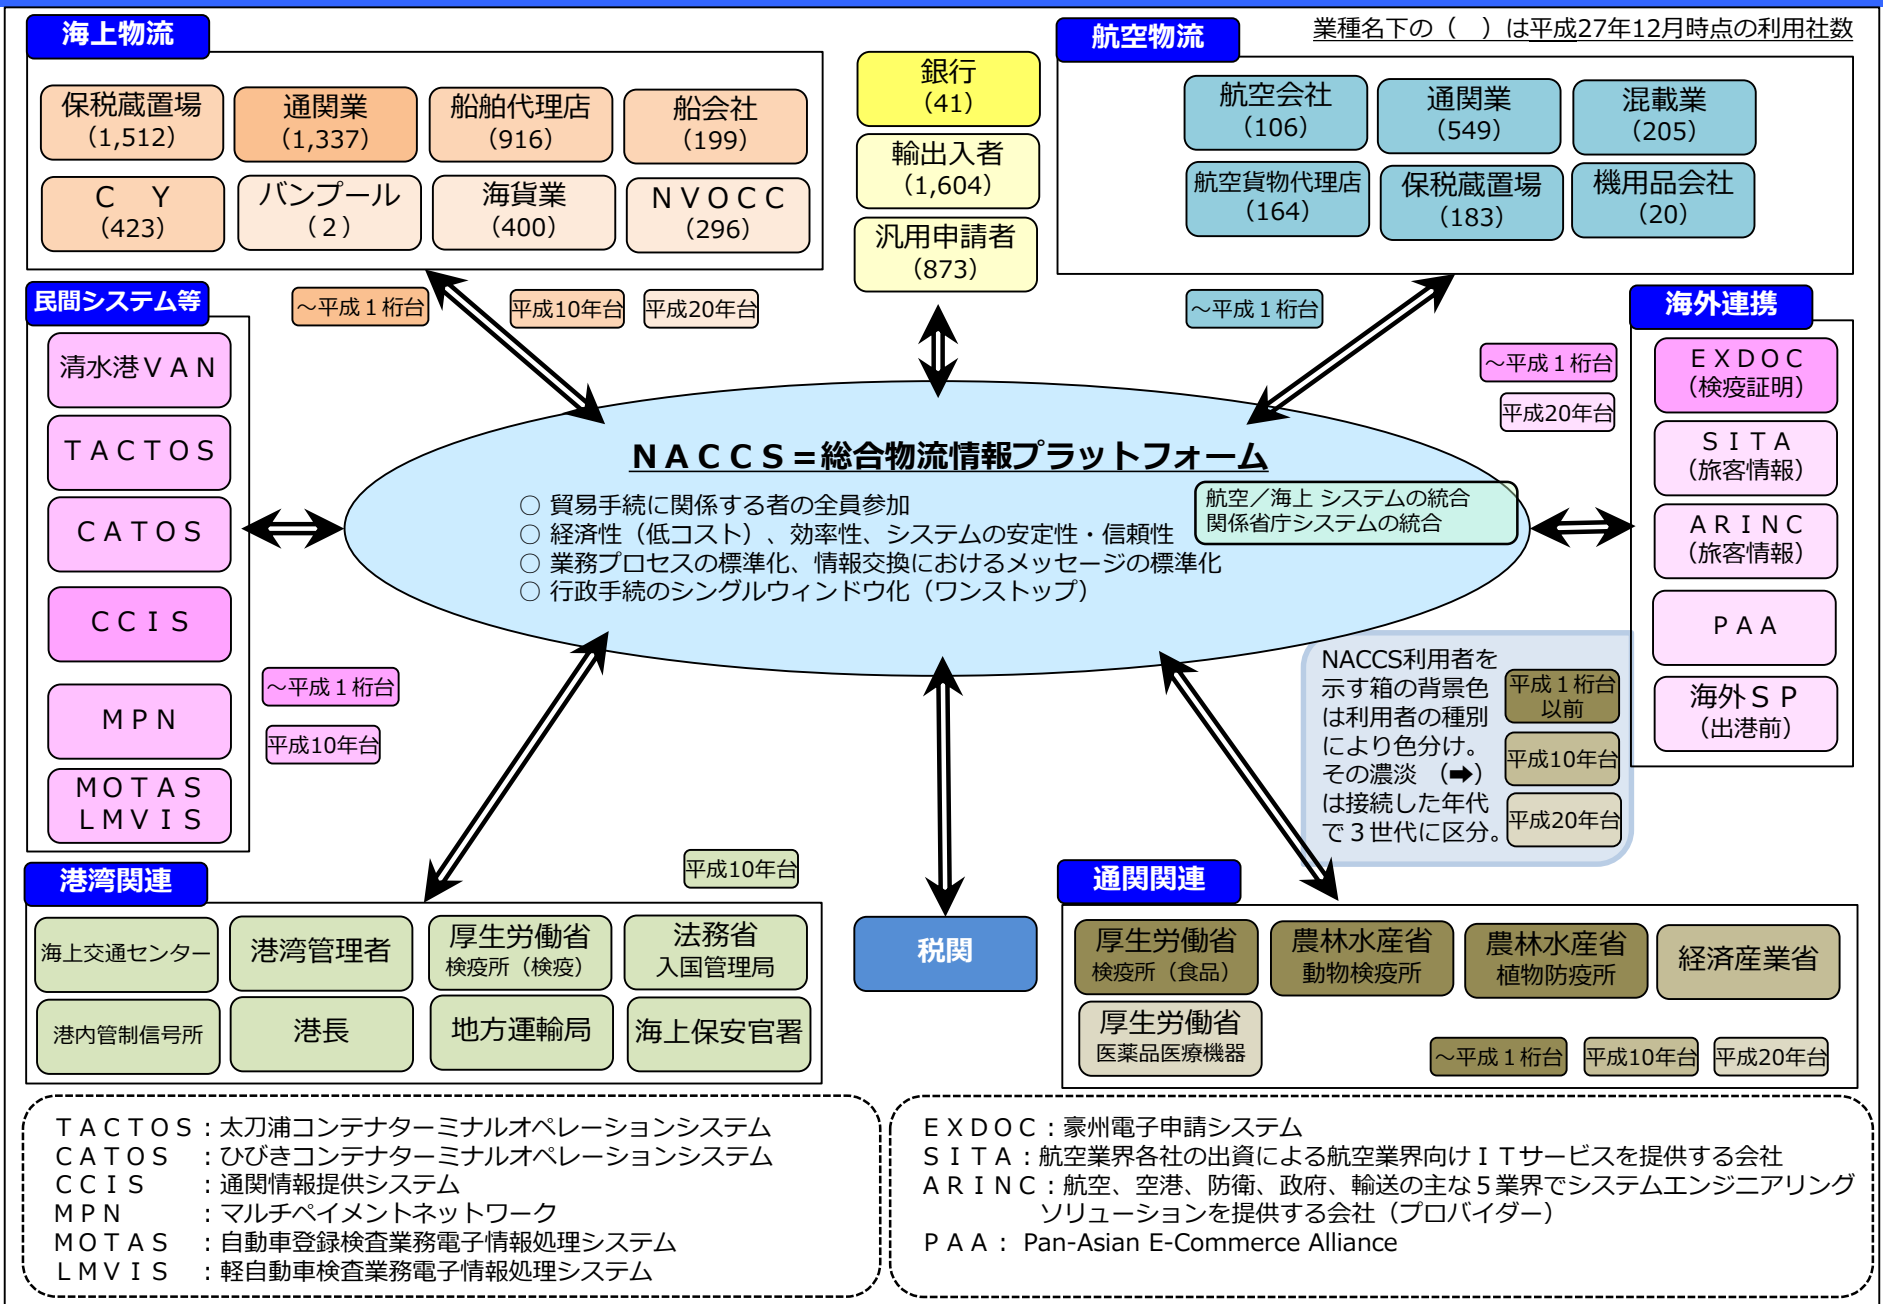 海上物流
航空物流
業種名下の（　）は平成27年12月時点の利用社数
保税蔵置場
（1,512）
通関業
（1,337）
船舶代理店
（916）
船会社
（199）
Ｃ　Ｙ
（423）
バンプール
（２）
海貨業
（400）
ＮＶＯＣＣ
（296）
銀行
（41）
輸出入者
（1,604）
汎用申請者
（873）
航空会社
（106）
通関業
（549）
混載業
（205）
航空貨物代理店
（164）
保税蔵置場
（183）
機用品会社
（20）
～平成１桁台
平成10年台
平成20年台
～平成１桁台
民間システム等
清水港ＶＡＮ
ＴＡＣＴＯＳ
ＣＡＴＯＳ
ＣＣＩＳ
ＭＰＮ
ＭＯＴＡＳ
ＬＭＶＩＳ
～平成１桁台
平成10年台
海外連携
～平成１桁台
平成20年台
ＥＸＤＯＣ
（検疫証明）
ＳＩＴＡ
（旅客情報）
ＡＲＩＮＣ
（旅客情報）
ＰＡＡ
海外ＳＰ
（出港前）
ＮＡＣＣＳ＝総合物流情報プラットフォーム
○ 貿易手続に関係する者の全員参加
○ 経済性（低コスト）、効率性、システムの安定性・信頼性
○ 業務プロセスの標準化、情報交換におけるメッセージの標準化
○ 行政手続のシングルウィンドウ化（ワンストップ）
航空／海上 システムの統合
関係省庁システムの統合
NACCS利用者を
示す箱の背景色
は利用者の種別
により色分け。
その濃淡 （➡）
は接続した年代
で３世代に区分。
平成１桁台
以前
平成10年台
平成20年台
港湾関連
平成10年台
海上交通センター
港湾管理者
厚生労働省
検疫所（検疫）
法務省
入国管理局
港内管制信号所
港長
地方運輸局
海上保安官署
税関
通関関連
厚生労働省
検疫所（食品）
農林水産省
動物検疫所
農林水産省
植物防疫所
経済産業省
厚生労働省
医薬品医療機器
～平成１桁台
平成10年台
平成20年台
ＴＡＣＴＯＳ：太刀浦コンテナターミナルオペレーションシステム
ＣＡＴＯＳ　：ひびきコンテナターミナルオペレーションシステム
ＣＣＩＳ　　：通関情報提供システム
ＭＰＮ　　　：マルチペイメントネットワーク
ＭＯＴＡＳ　：自動車登録検査業務電子情報処理システム
ＬＭＶＩＳ　：軽自動車検査業務電子情報処理システム
ＥＸＤＯＣ：豪州電子申請システム
ＳＩＴＡ：航空業界各社の出資による航空業界向けＩＴサービスを提供する会社
ＡＲＩＮＣ：航空、空港、防衛、政府、輸送の主な５業界でシステムエンジニアリング
ソリューションを提供する会社（プロバイダー）
ＰＡＡ： Pan-Asian E-Commerce Alliance